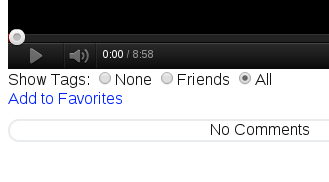 0:00 / 8:58
Show Tags: None Friends All
Add to Favorites
No Comments